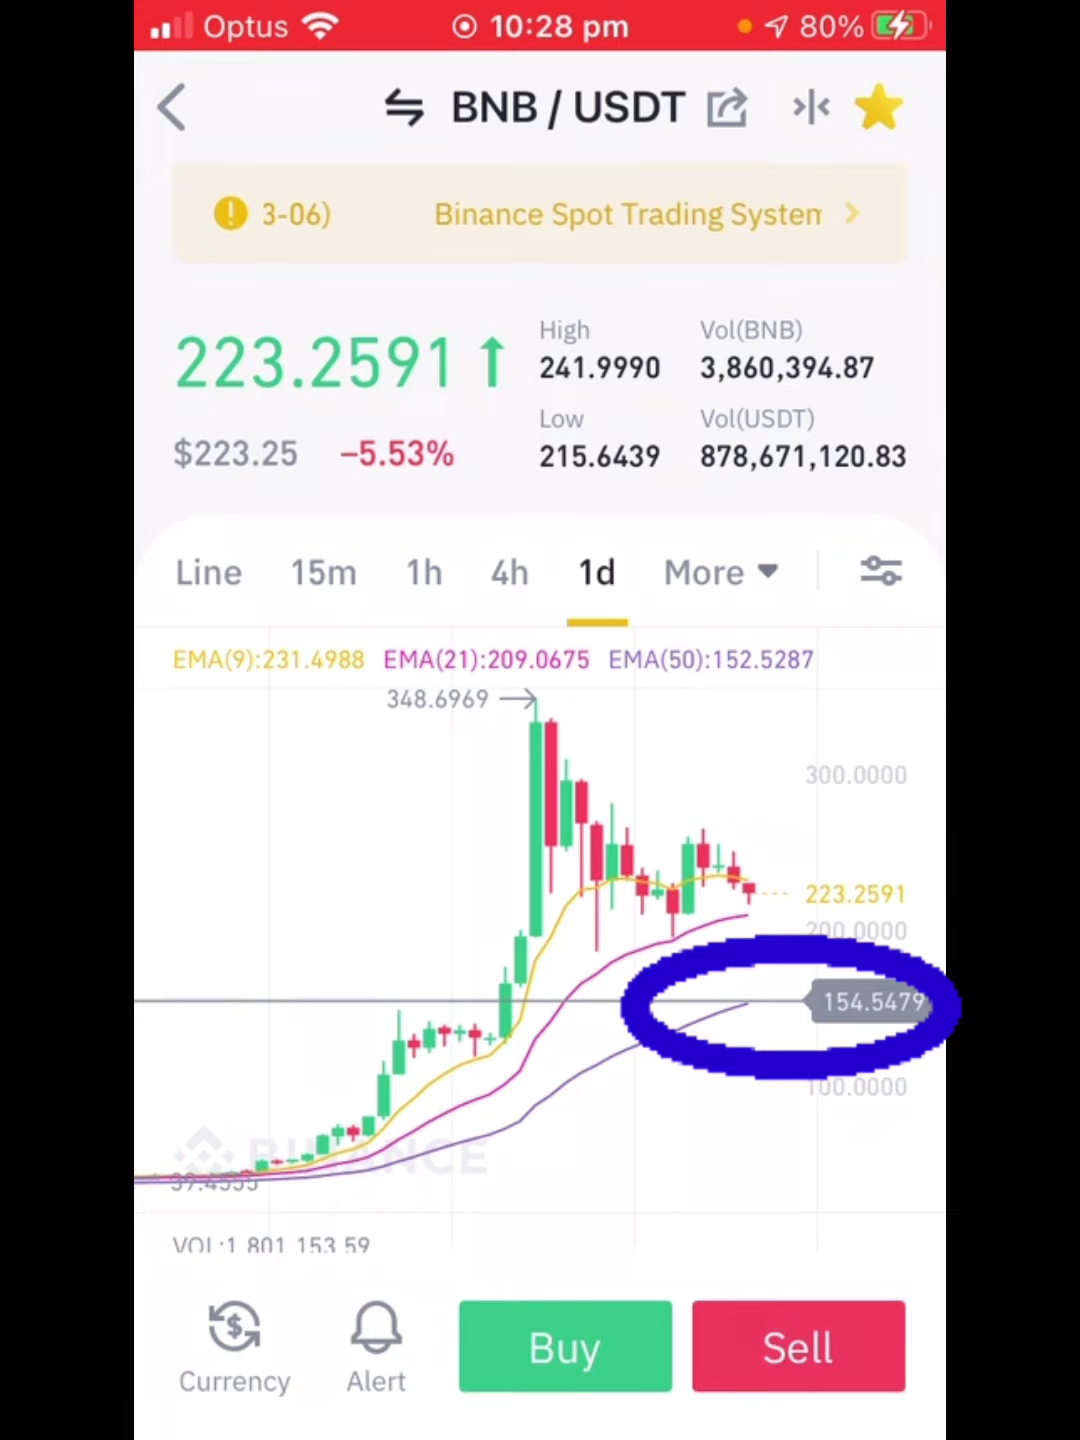 Optus 10:28 pm 80%
BNB / USDT
3-06) Binance Spot Trading System
223.2591
High
241.9990
Vol(BNB)
3,860,394.87
$223.25 –5.53%
Low
215.6439
Vol(USDT)
878,671,120.83
Line 15m 1h 4h 1d More
EMA(9):231.4988 EMA(21):209.0675 EMA(50):152.5287
348.6969
300.0000
223.2591
200.0000
154.5479
100.0000
BINANCE
39.4555
VOL:1,801,153.59
Currency Alert Buy Sell